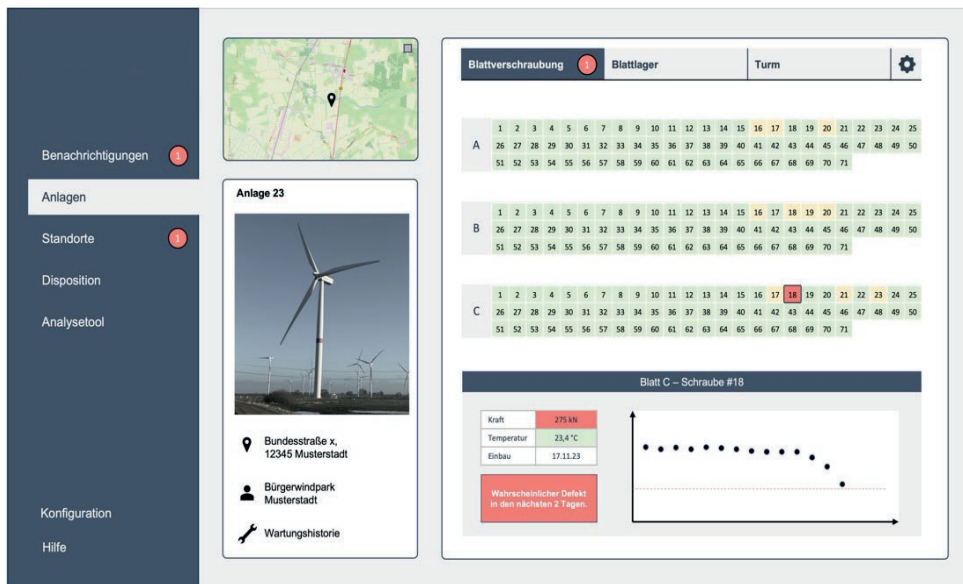 Benachrichtigungen 1
Anlagen
Standorte 1
Disposition
Analysetool
Konfiguration
Hilfe
Anlage 23
Bundesstraße x,
12345 Musterstadt
Bürgerwindpark
Musterstadt
Wartungshistorie
Blattverschraubung 1 Blattlager Turm
A
1 2 3 4 5 6 7 8 9 10 11 12 13 14 15 16 17 18 19 20 21 22 23 24 25
26 27 28 29 30 31 32 33 34 35 36 37 38 39 40 41 42 43 44 45 46 47 48 49 50
51 52 53 54 55 56 57 58 59 60 61 62 63 64 65 66 67 68 69 70 71
B
1 2 3 4 5 6 7 8 9 10 11 12 13 14 15 16 17 18 19 20 21 22 23 24 25
26 27 28 29 30 31 32 33 34 35 36 37 38 39 40 41 42 43 44 45 46 47 48 49 50
51 52 53 54 55 56 57 58 59 60 61 62 63 64 65 66 67 68 69 70 71
C
1 2 3 4 5 6 7 8 9 10 11 12 13 14 15 16 17 18 19 20 21 22 23 24 25
26 27 28 29 30 31 32 33 34 35 36 37 38 39 40 41 42 43 44 45 46 47 48 49 50
51 52 53 54 55 56 57 58 59 60 61 62 63 64 65 66 67 68 69 70 71
Blatt C – Schraube #18
Kraft 275 kN
Temperatur 23,4 °C
Einbau 17.11.23
Wahrscheinlicher Defekt
in den nächsten 2 Tagen.